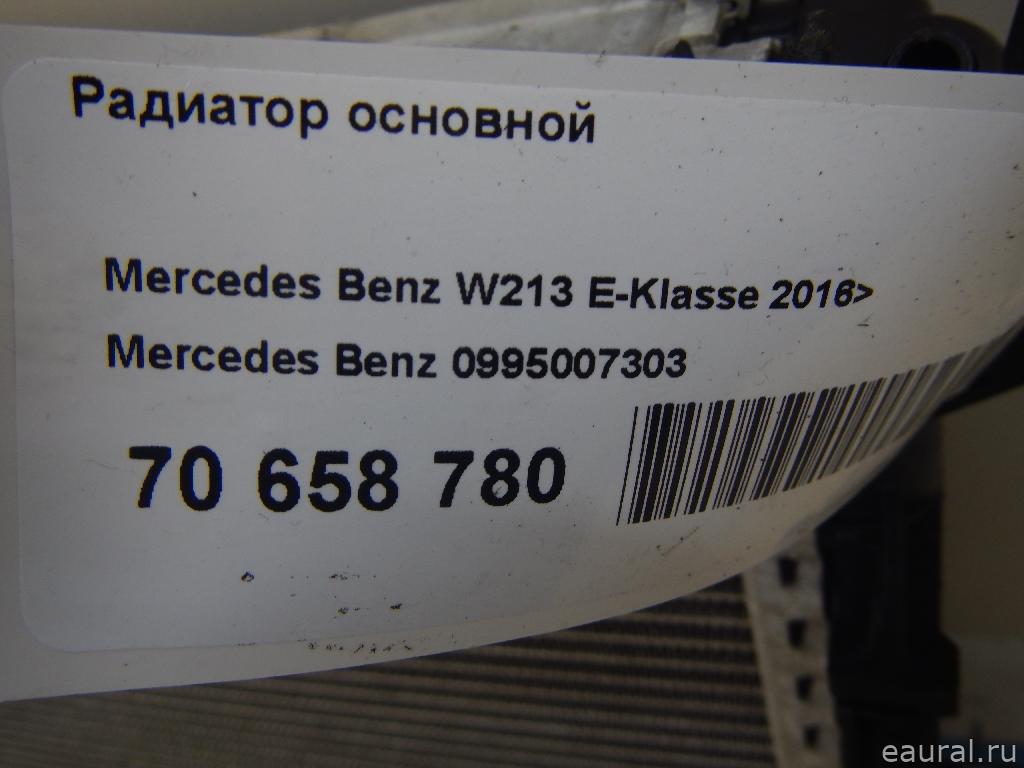 Радиатор основной
Mercedes Benz W213 E-Klasse 2016>
Mercedes Benz 0995007303
70 658 780
eaural.ru